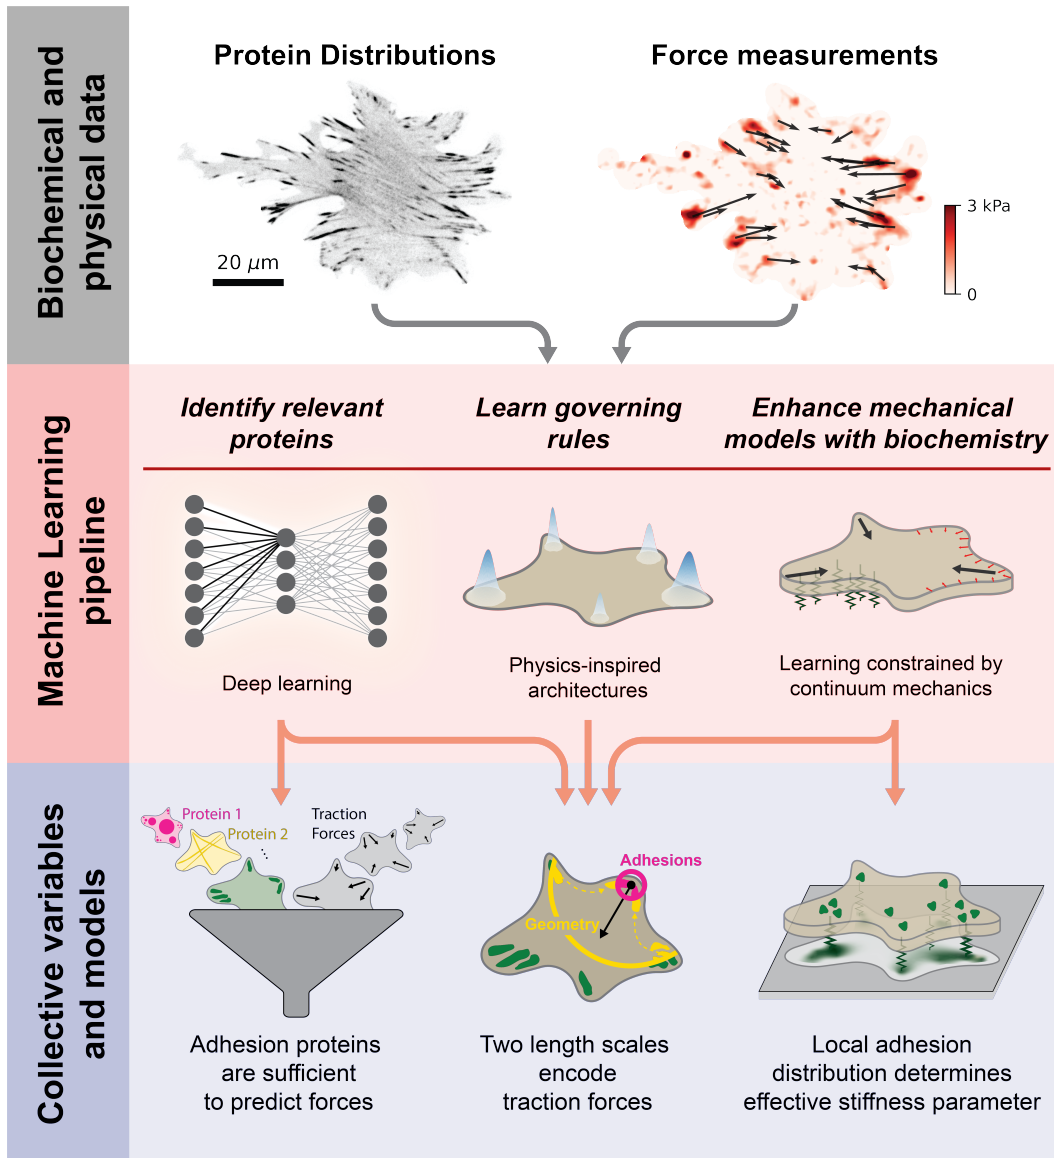 Biochemical and
physical data
Protein Distributions
Force measurements
20 μm
3 kPa
0
Machine Learning
pipeline
Identify relevant
proteins
Learn governing
rules
Enhance mechanical
models with biochemistry
Deep learning
Physics-inspired
architectures
Learning constrained by
continuum mechanics
Collective variables
and models
Protein 1
Protein 2
Traction
Forces
Adhesions
Geometry
Adhesion proteins
are sufficient
to predict forces
Two length scales
encode
traction forces
Local adhesion
distribution determines
effective stiffness parameter